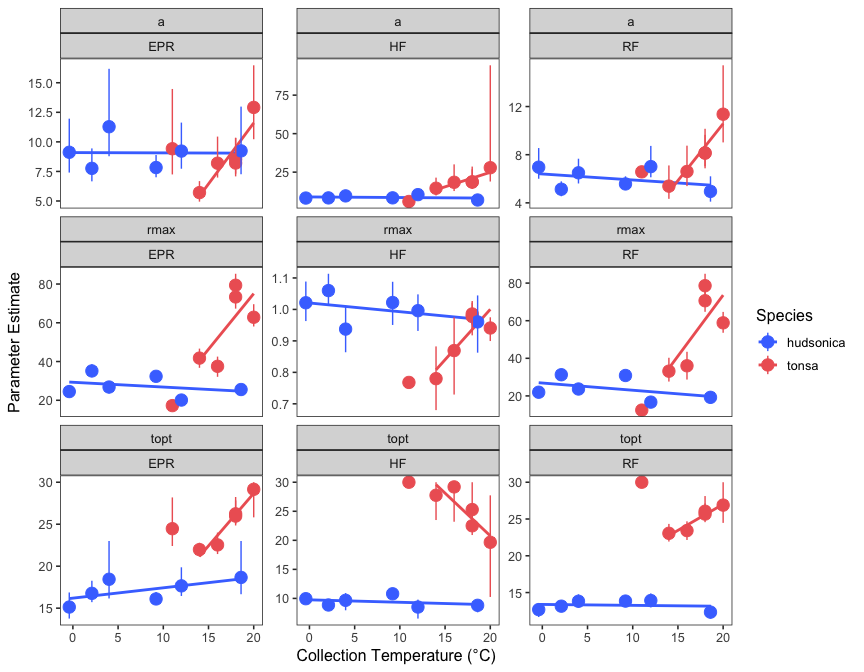 a
a
a
EPR
HF
RF
15.0
12.5
10.0
7.5
5.0
75
50
25
12
8
4
rmax
rmax
rmax
EPR
HF
RF
80
60
40
20
1.1
1.0
0.9
0.8
0.7
80
60
40
20
topt
topt
topt
EPR
HF
RF
30
25
20
15
30
20
10
30
25
20
15
0 5 10 15 20
0 5 10 15 20
0 5 10 15 20
Collection Temperature (°C)
Parameter Estimate
Species
hudsonica
tonsa